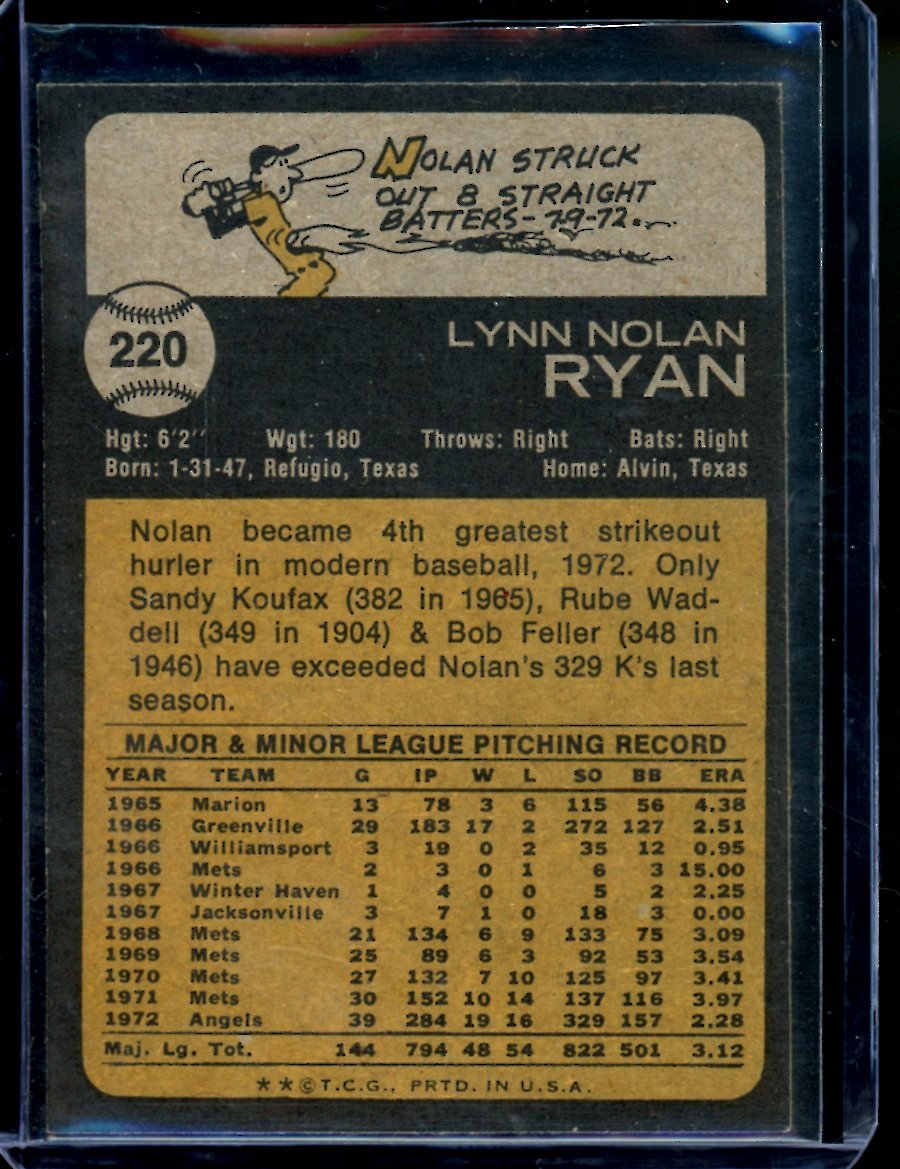 NOLAN STRUCK
OUT 8 STRAIGHT
BATTERS-7-9-72.
220
LYNN NOLAN
RYAN
Hgt: 6'2" Wgt: 180 Throws: Right Bats: Right
Born: 1-31-47, Refugio, Texas Home: Alvin, Texas
Nolan became 4th greatest strikeout
hurler in modern baseball, 1972. Only
Sandy Koufax (382 in 1965), Rube Wad-
dell (349 in 1904) & Bob Feller (348 in
1946) have exceeded Nolan's 329 K's last
season.
MAJOR & MINOR LEAGUE PITCHING RECORD
YEAR TEAM G IP W L SO BB ERA
1965 Marion 13 78 3 6 115 56 4.38
1966 Greenville 29 183 17 2 272 127 2.51
1966 Williamsport 3 19 0 2 35 12 0.95
1966 Mets 2 3 0 1 6 3 15.00
1967 Winter Haven 1 4 0 0 5 2 2.25
1967 Jacksonville 3 7 1 0 18 3 0.00
1968 Mets 21 134 6 9 133 75 3.09
1969 Mets 25 89 6 3 92 53 3.54
1970 Mets 27 132 7 10 125 97 3.41
1971 Mets 30 152 10 14 137 116 3.97
1972 Angels 39 284 19 16 329 157 2.28
Maj. Lg. Tot. 144 794 48 54 822 501 3.12
**©T.C.G., PRTD. IN U.S.A.